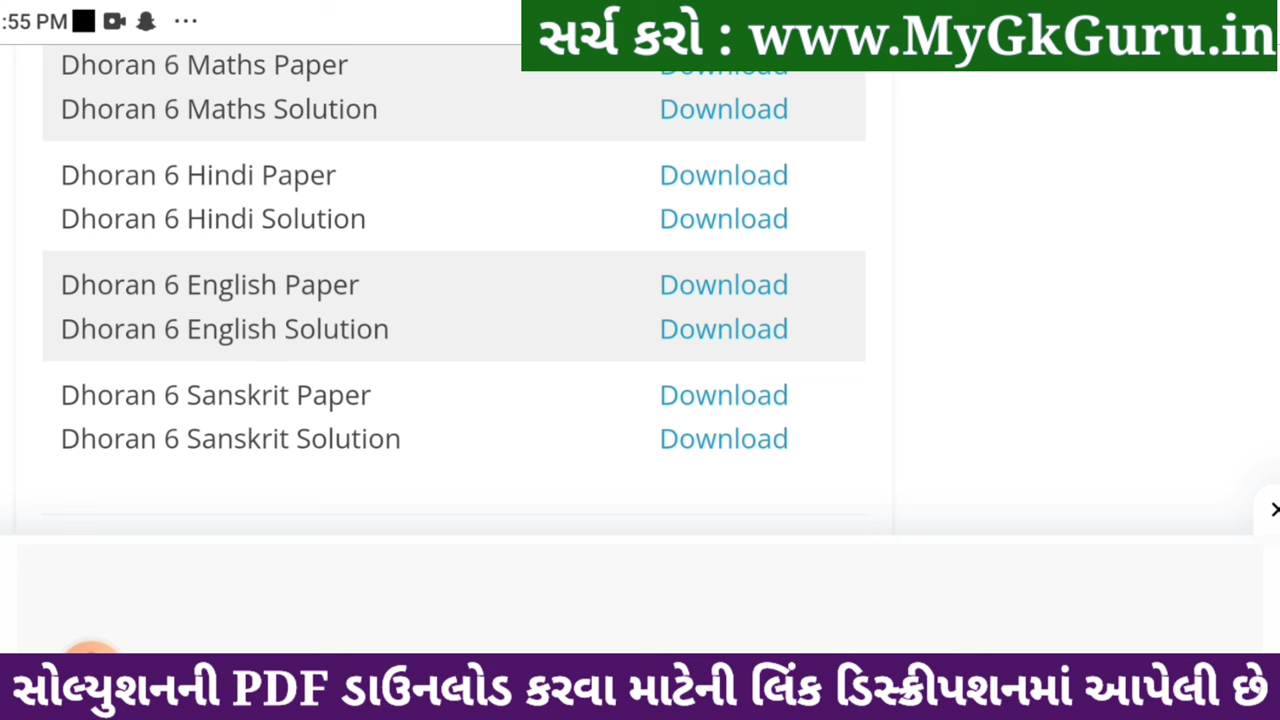 :55 PM
સર્ચ કરો : www.MyGkGuru.in
Dhoran 6 Maths Paper Download
Dhoran 6 Maths Solution Download
Dhoran 6 Hindi Paper Download
Dhoran 6 Hindi Solution Download
Dhoran 6 English Paper Download
Dhoran 6 English Solution Download
Dhoran 6 Sanskrit Paper Download
Dhoran 6 Sanskrit Solution Download
સોલ્યુશનની PDF ડાઉનલોડ કરવા માટેની લિંક ડિસ્ક્રીપશનમાં આપેલી છે